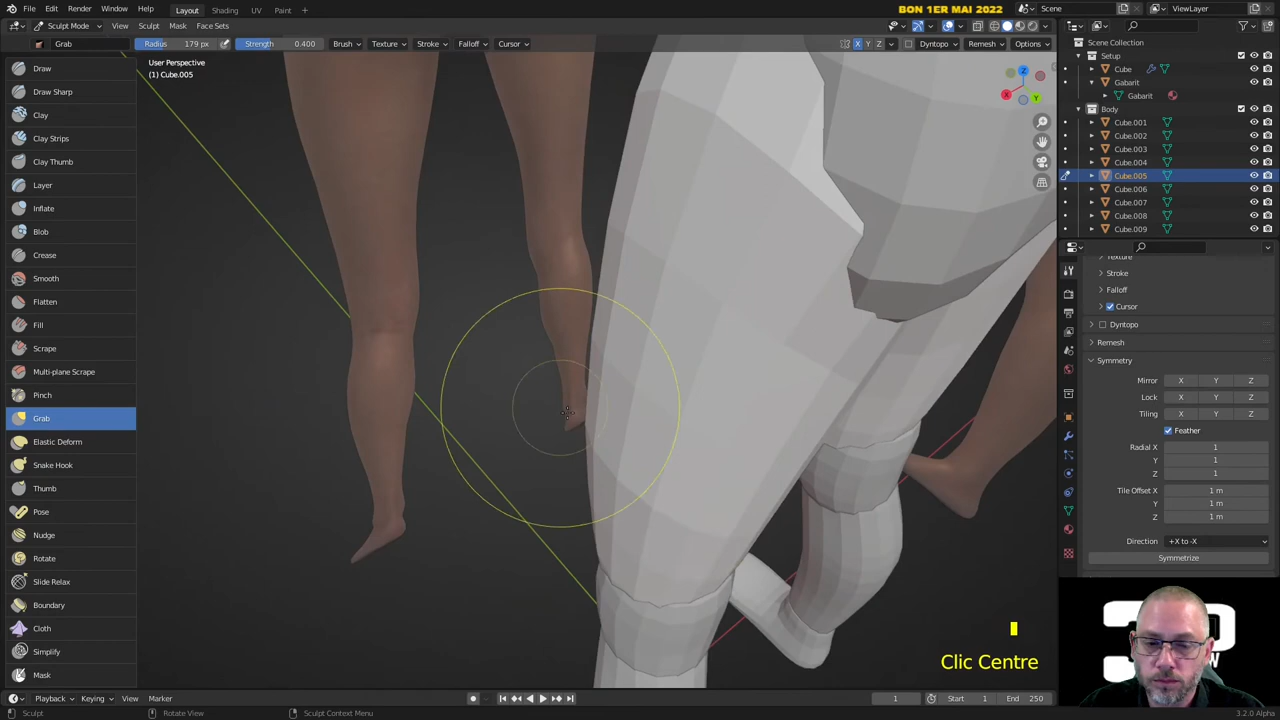 File Edit Render Window Help Layout Shading UV Paint BON 1ER MAI 2022 Scene ViewLayer
Sculpt Mode View Sculpt Mask Face Sets
Grab Radius 179 px Strength 0.400 Brush Texture Stroke Falloff Cursor X Y Z Dyntopo Remesh Options
User Perspective
(1) Cube.005
Draw
Draw Sharp
Clay
Clay Strips
Clay Thumb
Layer
Inflate
Blob
Crease
Smooth
Flatten
Fill
Scrape
Multi-plane Scrape
Pinch
Grab
Elastic Deform
Snake Hook
Thumb
Pose
Nudge
Rotate
Slide Relax
Boundary
Cloth
Simplify
Mask
Z
X
Y
Scene Collection
Setup
Cube
Gabarit
Gabarit
Body
Cube.001
Cube.002
Cube.003
Cube.004
Cube.005
Cube.006
Cube.007
Cube.008
Cube.009
Texture
Stroke
Falloff
Cursor
Dyntopo
Remesh
Symmetry
Mirror X Y Z
Lock X Y Z
Tiling X Y Z
Feather
Radial X 1
Y 1
Z 1
Tile Offset X 1 m
Y 1 m
Z 1 m
Direction +X to -X
Symmetrize
Clic Centre
Playback Keying View Marker 1 Start 1 End 250
Sculpt Rotate View Sculpt Context Menu 3.2.0 Alpha